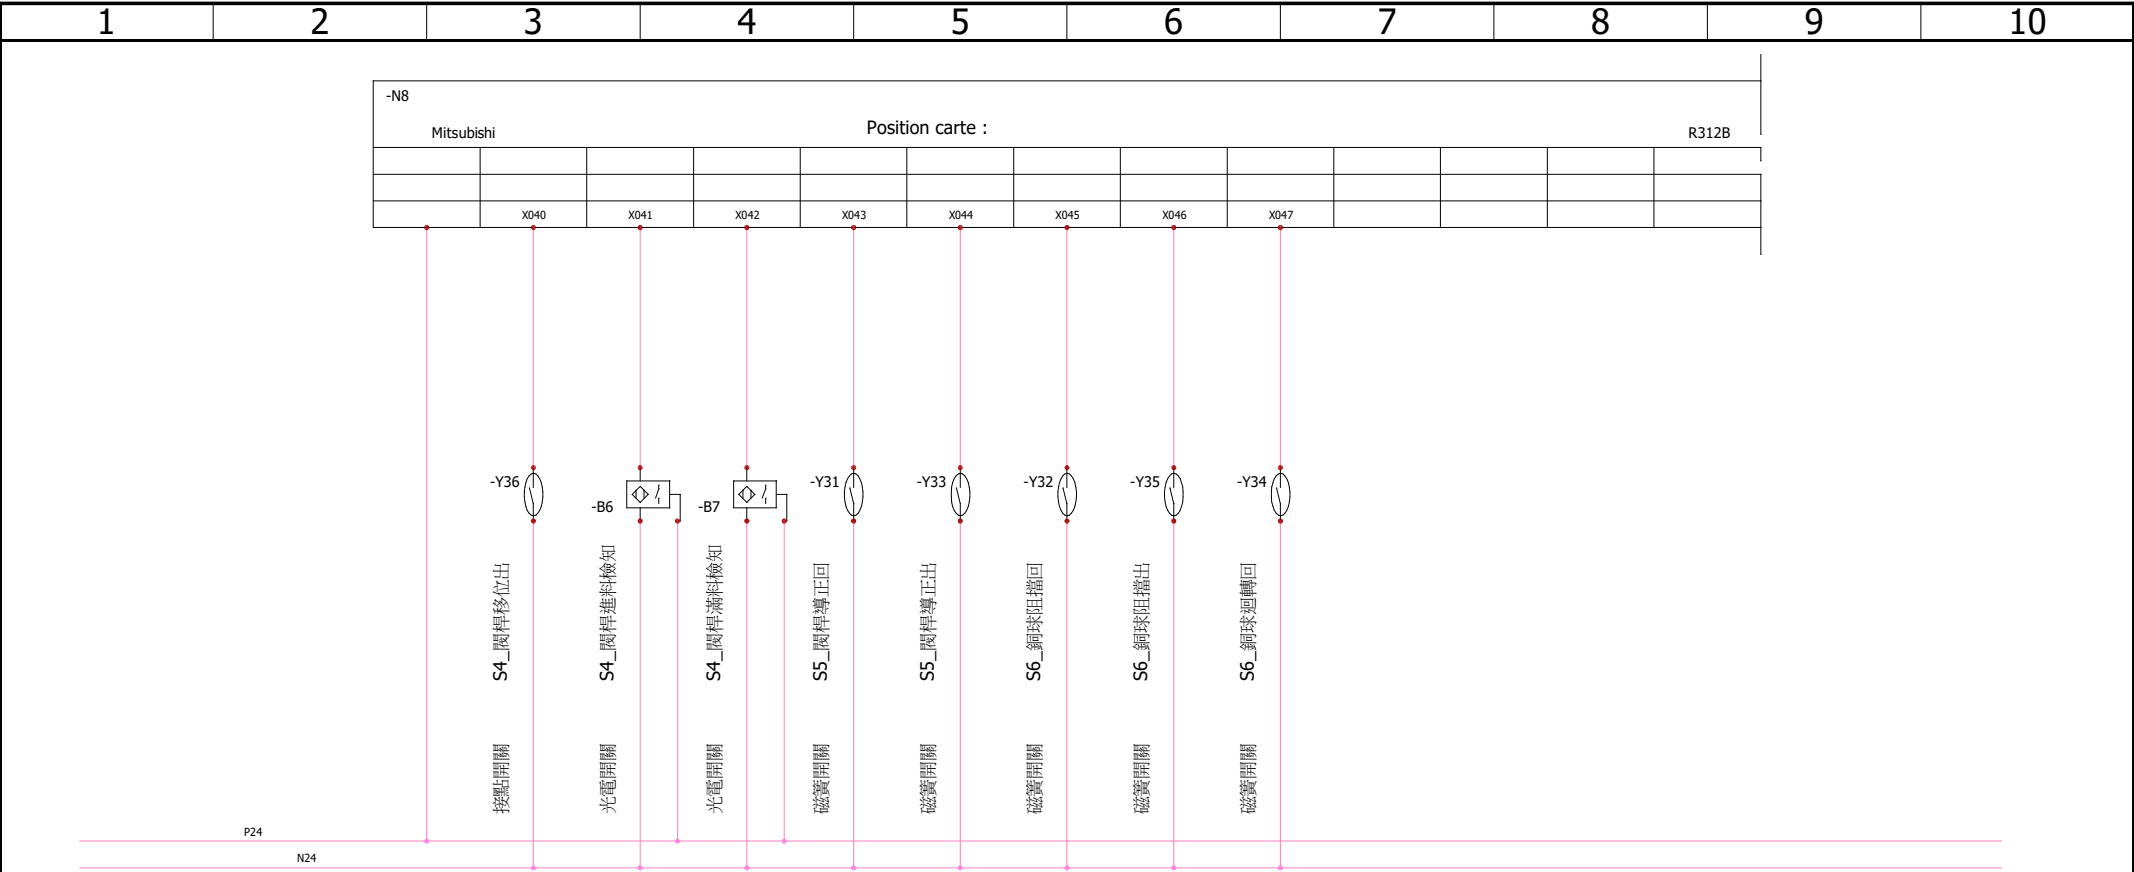 1 2 3 4 5 6 7 8 9 10
-N8
Mitsubishi Position carte : R312B
X040 X041 X042 X043 X044 X045 X046 X047
-Y36 -B6 -B7 -Y31 -Y33 -Y32 -Y35 -Y34
S4_閥桿移位出
S4_閥桿進料檢知
S4_閥桿滿料檢知
S5_閥桿導正回
S5_閥桿導正出
S6_銅球阻擋回
S6_銅球阻擋出
S6_銅球迴轉回
接點開關
光電開關
光電開關
磁簧開關
磁簧開關
磁簧開關
磁簧開關
磁簧開關
P24
N24